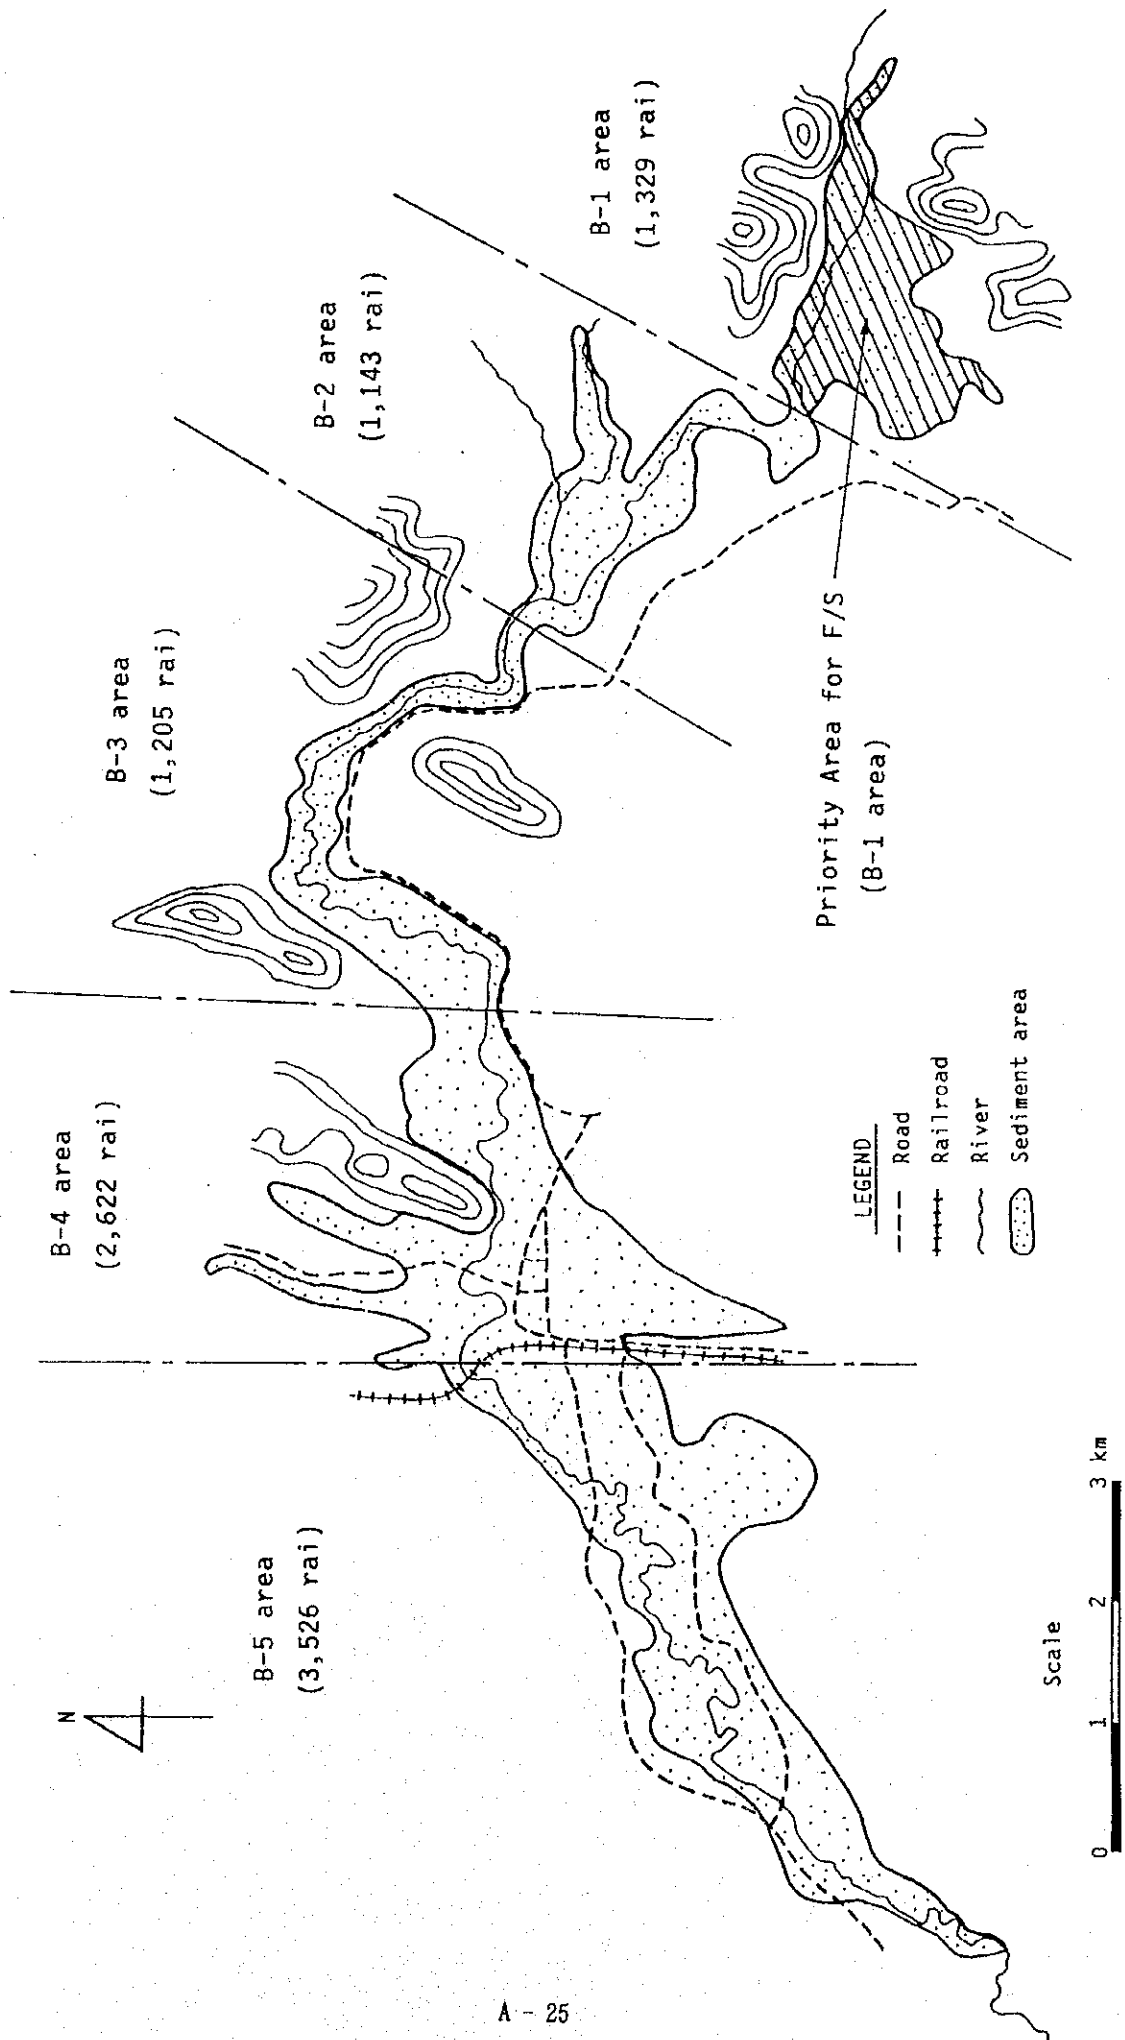 N
B-5 area
(3,526 rai)
B-4 area
(2,622 rai)
B-3 area
(1,205 rai)
B-2 area
(1,143 rai)
B-1 area
(1,329 rai)
Priority Area for F/S
(B-1 area)
LEGEND
Road
Railroad
River
Sediment area
Scale
0 1 2 3 km
A - 25